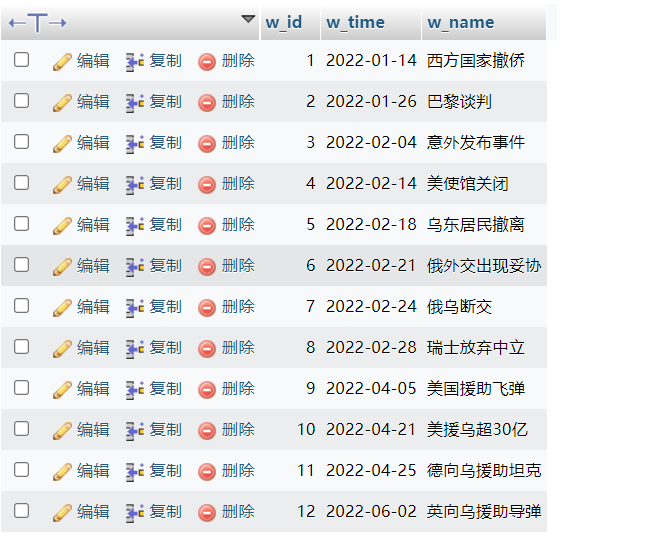 ←T→ w_id w_time w_name
编辑 复制 删除 1 2022-01-14 西方国家撤侨
编辑 复制 删除 2 2022-01-26 巴黎谈判
编辑 复制 删除 3 2022-02-04 意外发布事件
编辑 复制 删除 4 2022-02-14 美使馆关闭
编辑 复制 删除 5 2022-02-18 乌东居民撤离
编辑 复制 删除 6 2022-02-21 俄外交出现妥协
编辑 复制 删除 7 2022-02-24 俄乌断交
编辑 复制 删除 8 2022-02-28 瑞士放弃中立
编辑 复制 删除 9 2022-04-05 美国援助飞弹
编辑 复制 删除 10 2022-04-21 美援乌超30亿
编辑 复制 删除 11 2022-04-25 德向乌援助坦克
编辑 复制 删除 12 2022-06-02 英向乌援助导弹